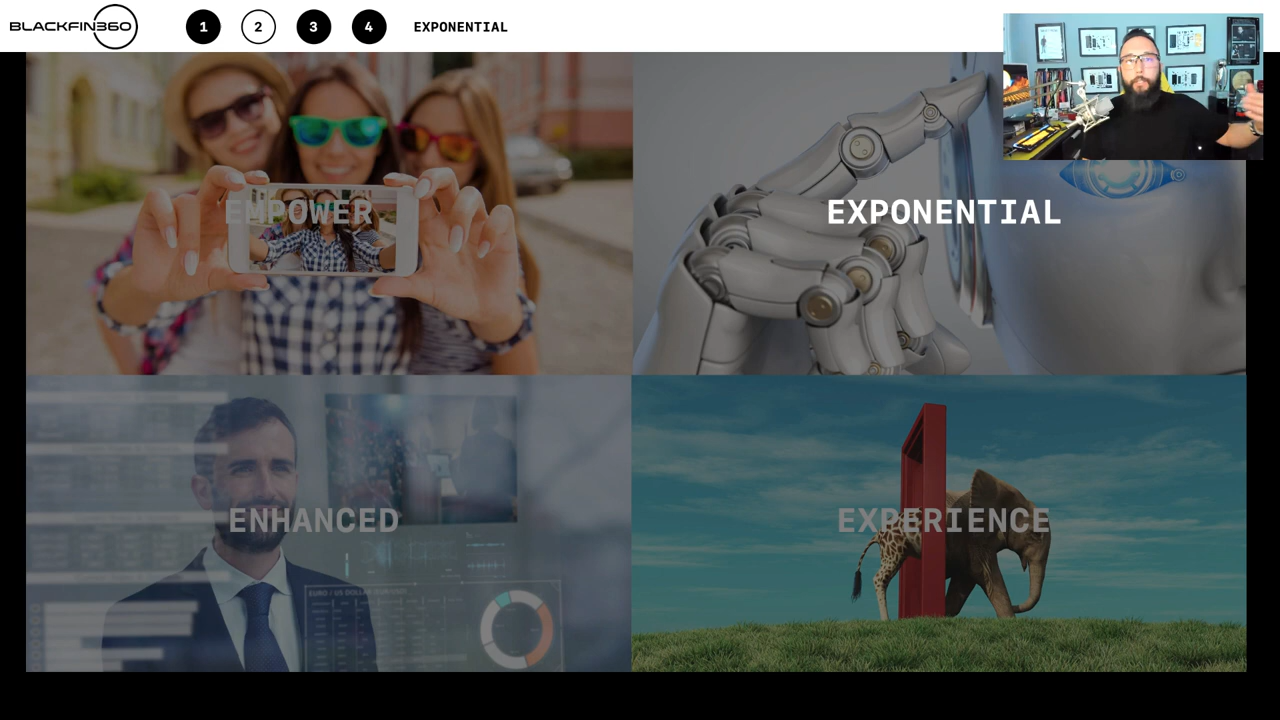 BLACKFIN360 1 2 3 4 EXPONENTIAL
EMPOWER
EXPONENTIAL
ENHANCED
EXPERIENCE